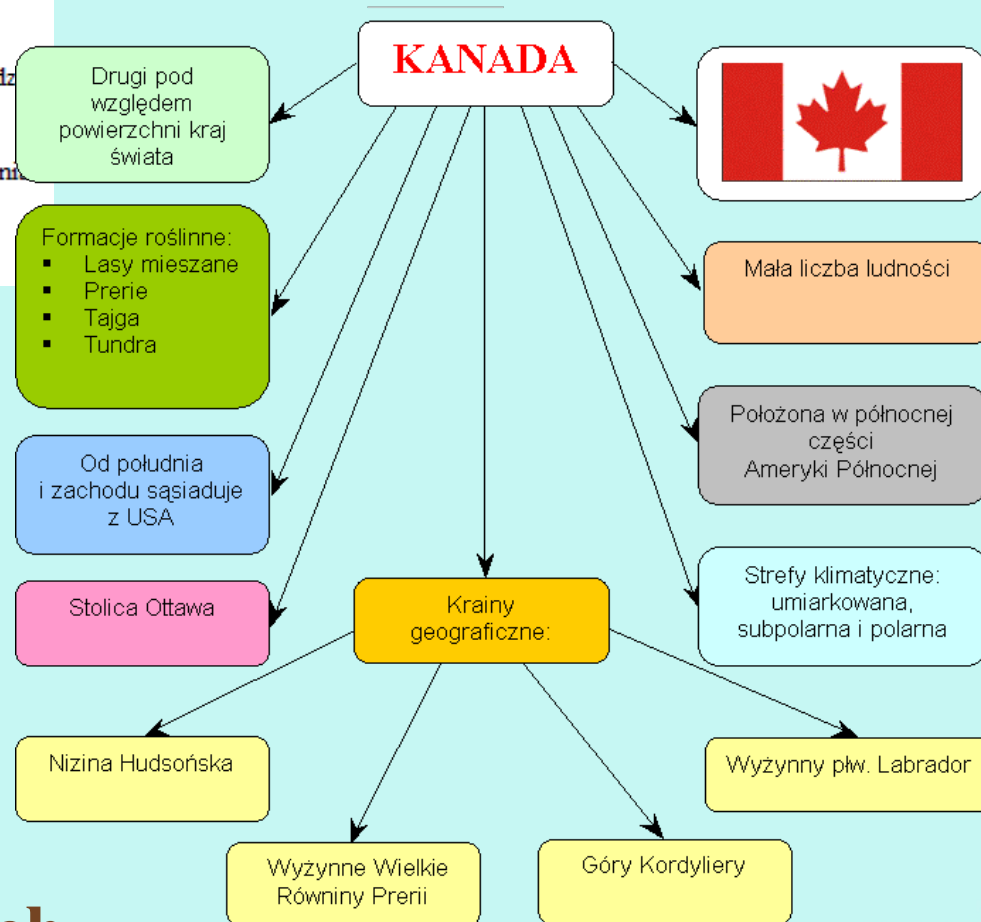 KANADA
Drugi pod
względem
powierzchni kraj
świata
Formacje roślinne:
▪ Lasy mieszane
▪ Prerie
▪ Tajga
▪ Tundra
Od południa
i zachodu sąsiaduje
z USA
Stolica Ottawa
Mała liczba ludności
Położona w północnej
części
Ameryki Północnej
Strefy klimatyczne:
umiarkowana,
subpolarna i polarna
Krainy
geograficzne:
Nizina Hudsońska
Wyżynne Wielkie
Równiny Prerii
Góry Kordyliery
Wyżynny płw. Labrador